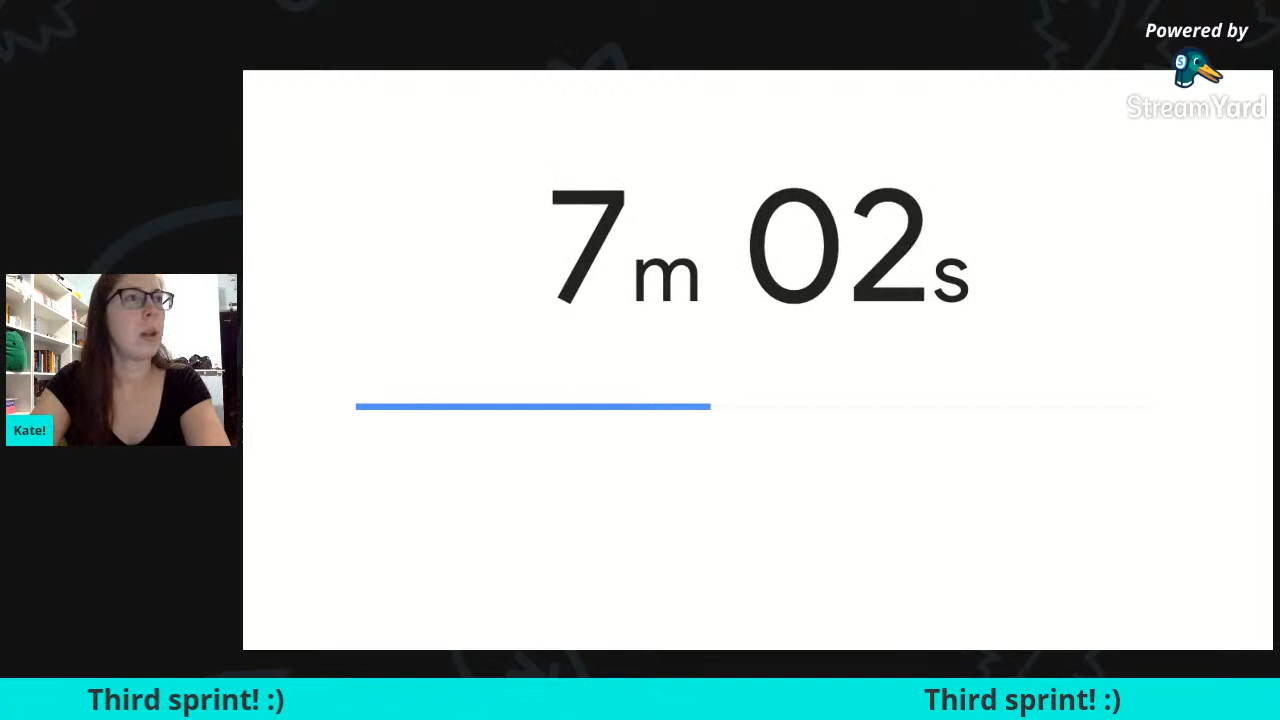 Powered by
S
StreamYard
7m 02s
Kate!
Third sprint! :)
Third sprint! :)